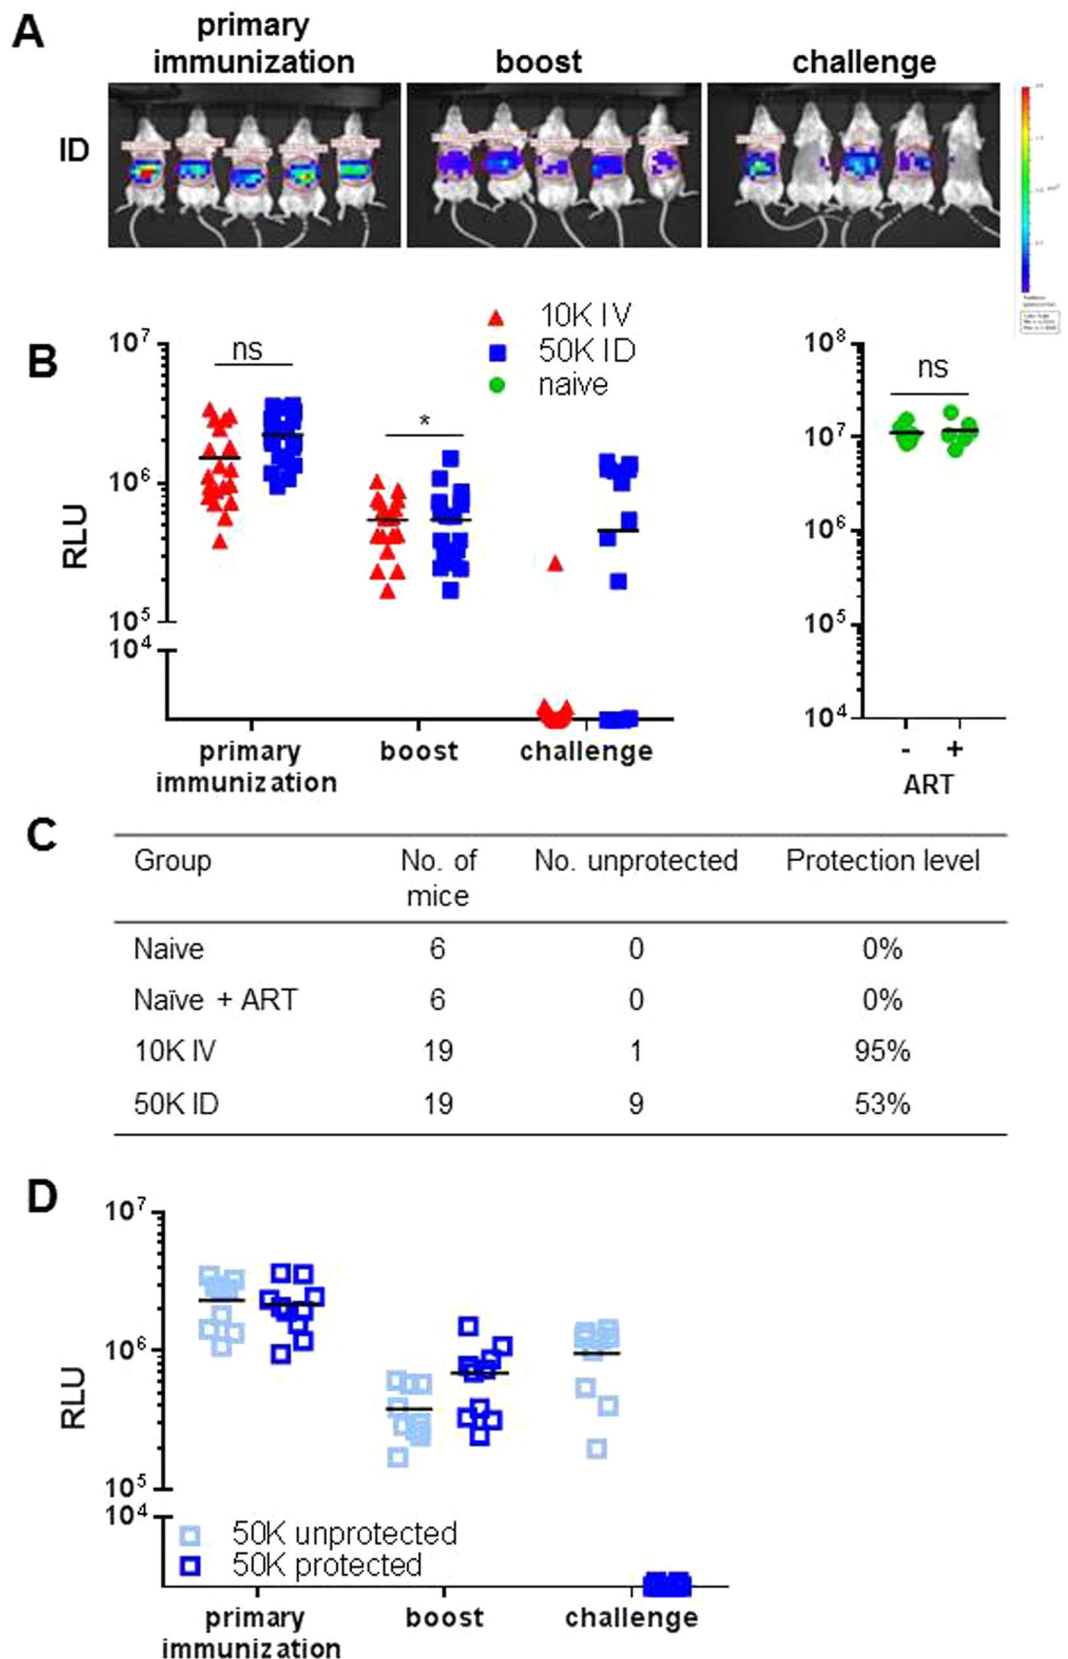 A
primary immunization
boost
challenge
ID
B
10K IV
50K ID
naive
ns
*
10⁷
10⁶
10⁵
10⁴
RLU
primary immunization
boost
challenge
ns
10⁸
10⁷
10⁶
10⁵
10⁴
- +
ART
C
Group No. of mice No. unprotected Protection level
Naive 6 0 0%
Naïve + ART 6 0 0%
10K IV 19 1 95%
50K ID 19 9 53%
D
10⁷
10⁶
10⁵
10⁴
RLU
50K unprotected
50K protected
primary immunization
boost
challenge